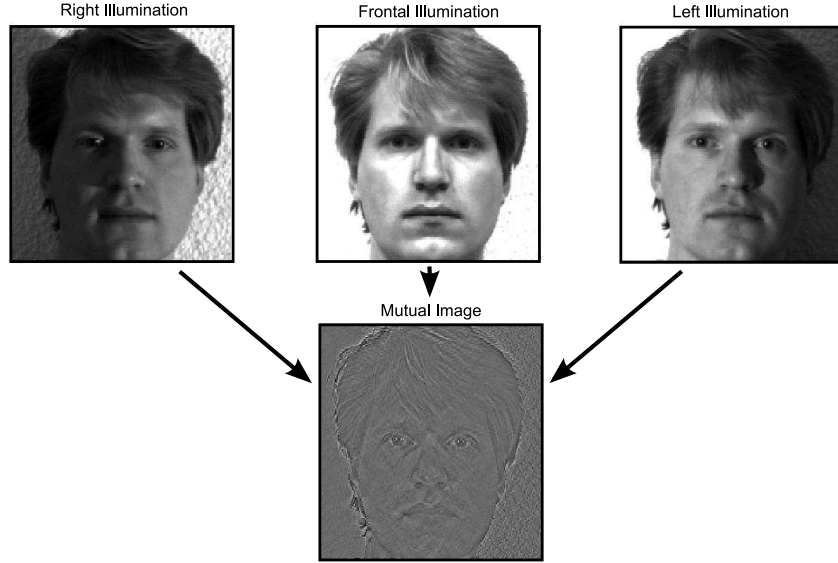 Right Illumination
Frontal Illumination
Left Illumination
Mutual Image